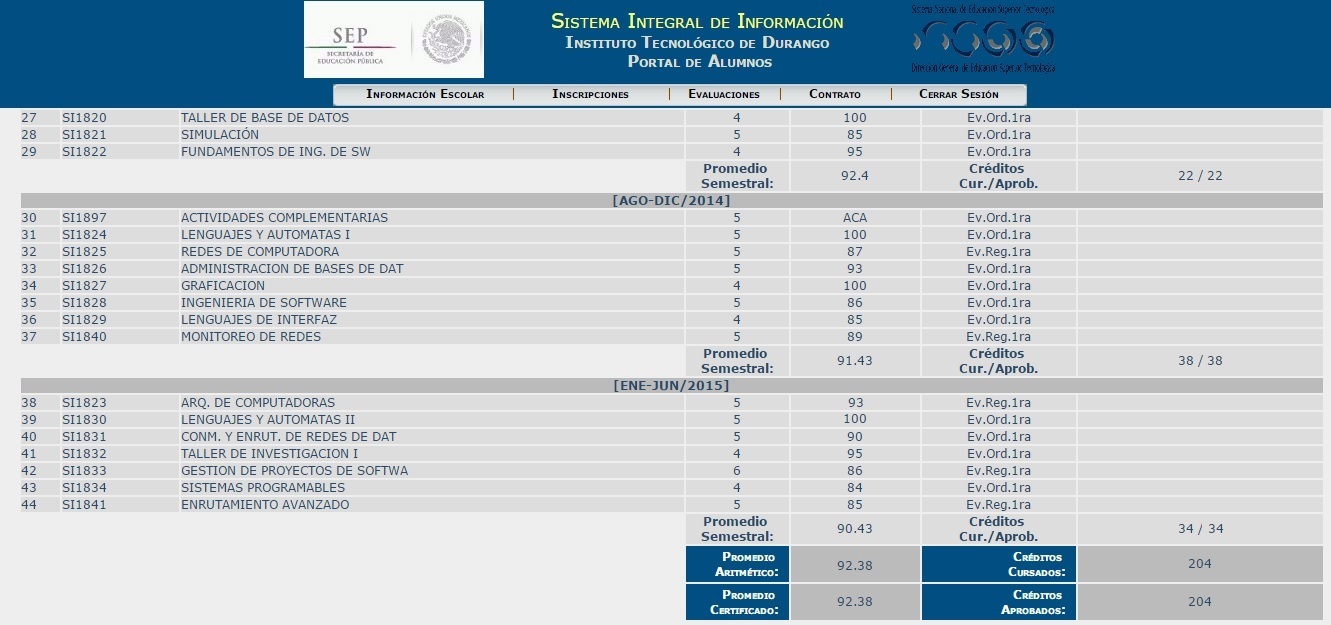 SEP
SECRETARÍA DE
EDUCACIÓN PÚBLICA
Sistema Integral de Información
Instituto Tecnológico de Durango
Portal de Alumnos
Sistema Nacional de Educación Superior Tecnológica
Dirección General de Educación Superior Tecnológica
Información Escolar Inscripciones Evaluaciones Contrato Cerrar Sesión
27 SI1820 TALLER DE BASE DE DATOS 4 100 Ev.Ord.1ra
28 SI1821 SIMULACIÓN 5 85 Ev.Ord.1ra
29 SI1822 FUNDAMENTOS DE ING. DE SW 4 95 Ev.Ord.1ra
Promedio Semestral: 92.4 Créditos Cur./Aprob. 22 / 22
[AGO-DIC/2014]
30 SI1897 ACTIVIDADES COMPLEMENTARIAS 5 ACA Ev.Ord.1ra
31 SI1824 LENGUAJES Y AUTOMATAS I 5 100 Ev.Ord.1ra
32 SI1825 REDES DE COMPUTADORA 5 87 Ev.Reg.1ra
33 SI1826 ADMINISTRACION DE BASES DE DAT 5 93 Ev.Ord.1ra
34 SI1827 GRAFICACION 4 100 Ev.Ord.1ra
35 SI1828 INGENIERIA DE SOFTWARE 5 86 Ev.Ord.1ra
36 SI1829 LENGUAJES DE INTERFAZ 4 85 Ev.Ord.1ra
37 SI1840 MONITOREO DE REDES 5 89 Ev.Reg.1ra
Promedio Semestral: 91.43 Créditos Cur./Aprob. 38 / 38
[ENE-JUN/2015]
38 SI1823 ARQ. DE COMPUTADORAS 5 93 Ev.Reg.1ra
39 SI1830 LENGUAJES Y AUTOMATAS II 5 100 Ev.Ord.1ra
40 SI1831 CONM. Y ENRUT. DE REDES DE DAT 5 90 Ev.Ord.1ra
41 SI1832 TALLER DE INVESTIGACION I 4 95 Ev.Ord.1ra
42 SI1833 GESTION DE PROYECTOS DE SOFTWA 6 86 Ev.Reg.1ra
43 SI1834 SISTEMAS PROGRAMABLES 4 84 Ev.Ord.1ra
44 SI1841 ENRUTAMIENTO AVANZADO 5 85 Ev.Reg.1ra
Promedio Semestral: 90.43 Créditos Cur./Aprob. 34 / 34
Promedio Aritmético: 92.38 Créditos Cursados: 204
Promedio Certificado: 92.38 Créditos Aprobados: 204